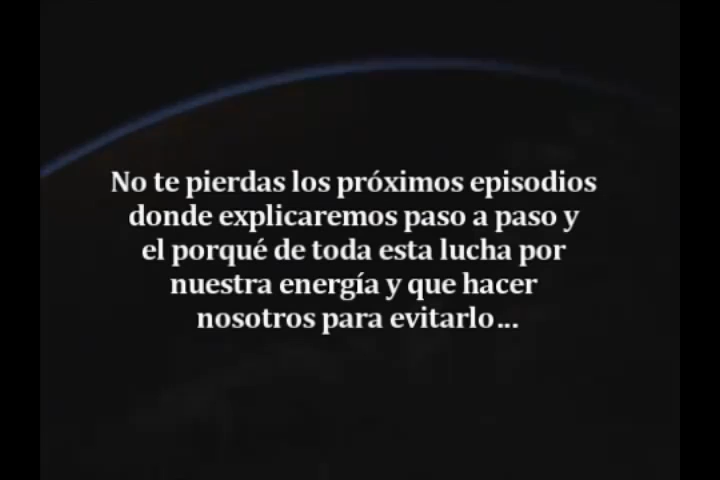 No te pierdas los próximos episodios
donde explicaremos paso a paso y
el porqué de toda esta lucha por
nuestra energía y que hacer
nosotros para evitarlo...